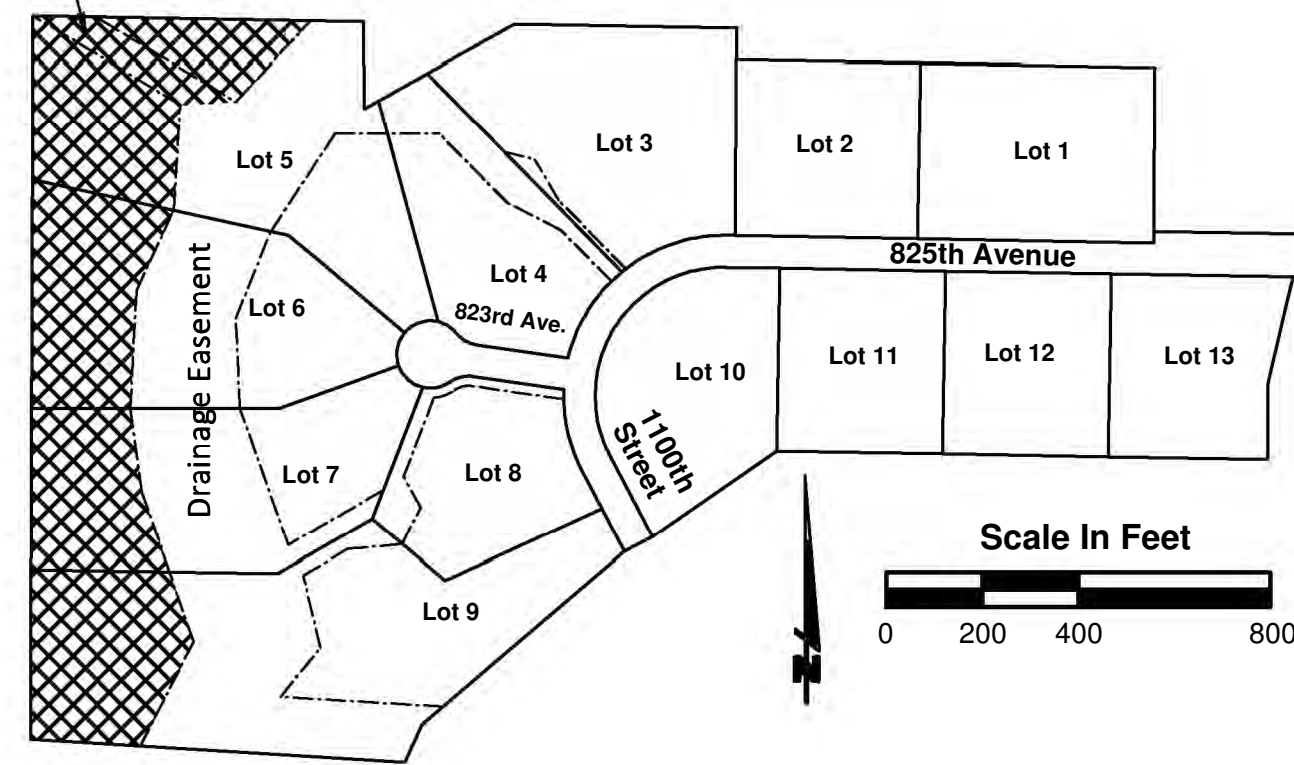 Lot 3
Lot 2
Lot 1
Lot 5
825th Avenue
Lot 4
823rd Ave.
Lot 6
Drainage Easement
Lot 10
Lot 11
Lot 12
Lot 13
1100th
Street
Lot 7
Lot 8
Lot 9
N
Scale In Feet
0 200 400 800